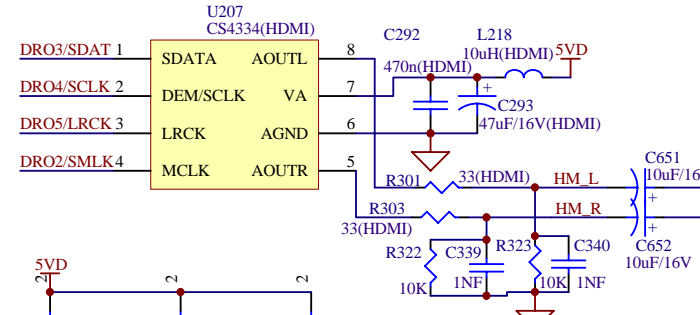 U207
CS4334(HDMI)
DRO3/SDAT 1
SDATA
AOUTL
8
DRO4/SCLK 2
DEM/SCLK
VA
7
DRO5/LRCK 3
LRCK
AGND
6
DRO2/SMLK 4
MCLK
AOUTR
5
C292
470n(HDMI)
L218
10uH(HDMI)
5VD
+
C293
47uF/16V(HDMI)
R301
33(HDMI)
HM_L
C651
10uF/16
+
R303
33(HDMI)
HM_R
+
C652
10uF/16V
R322
10K
C339
1NF
R323
10K
C340
1NF
5VD
2
2
2